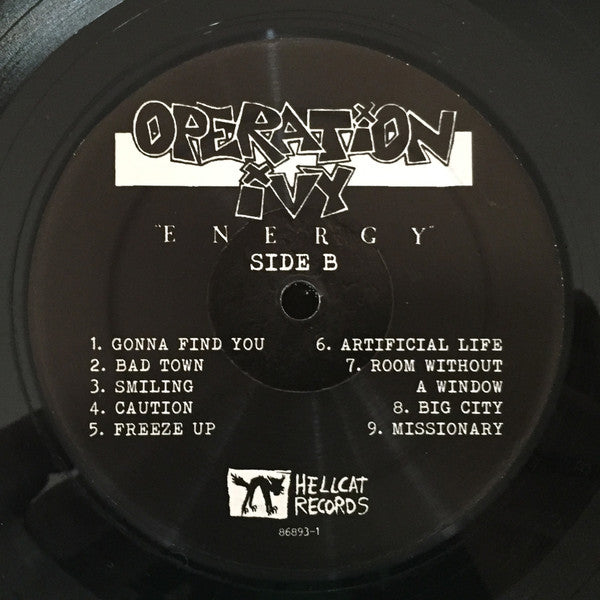 OPERATiON
iVY
"ENERGY"
SIDE B
1. GONNA FIND YOU
2. BAD TOWN
3. SMILING
4. CAUTION
5. FREEZE UP
6. ARTIFICIAL LIFE
7. ROOM WITHOUT
A WINDOW
8. BIG CITY
9. MISSIONARY
HELLCAT
RECORDS
86893-1